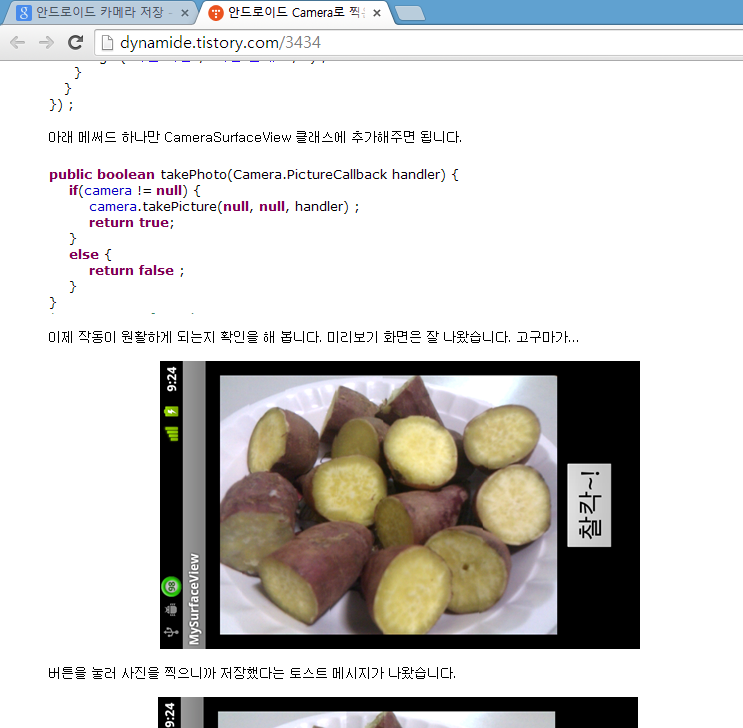 안드로이드 카메라 저장 -
안드로이드 Camera로 찍
dynamide.tistory.com/3434
}
}
}) ;
아래 메써드 하나만 CameraSurfaceView 클래스에 추가해주면 됩니다.
public boolean takePhoto(Camera.PictureCallback handler) {
if(camera != null) {
camera.takePicture(null, null, handler) ;
return true;
}
else {
return false ;
}
}
이제 작동이 원활하게 되는지 확인을 해 봅니다. 미리보기 화면은 잘 나왔습니다. 고구마가...
9:24
98
MySurfaceView
찰칵~!
버튼을 눌러 사진을 찍으니까 저장했다는 토스트 메시지가 나왔습니다.
9:24